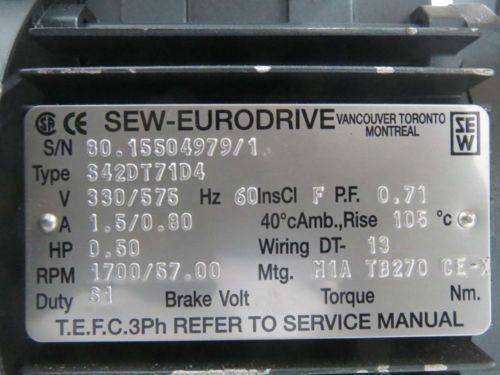 SA CE SEW-EURODRIVE VANCOUVER TORONTO MONTREAL SEW
S/N 80.15504979/1
Type S42DT71D4
V 330/575 Hz 60 InsCl F P.F. 0.71
A 1.5/0.80 40°cAmb.,Rise 105 °c
HP 0.50 Wiring DT- 13
RPM 1700/57.00 Mtg. M1A TB270 CE-X
Duty S1 Brake Volt Torque Nm.
T.E.F.C.3Ph REFER TO SERVICE MANUAL